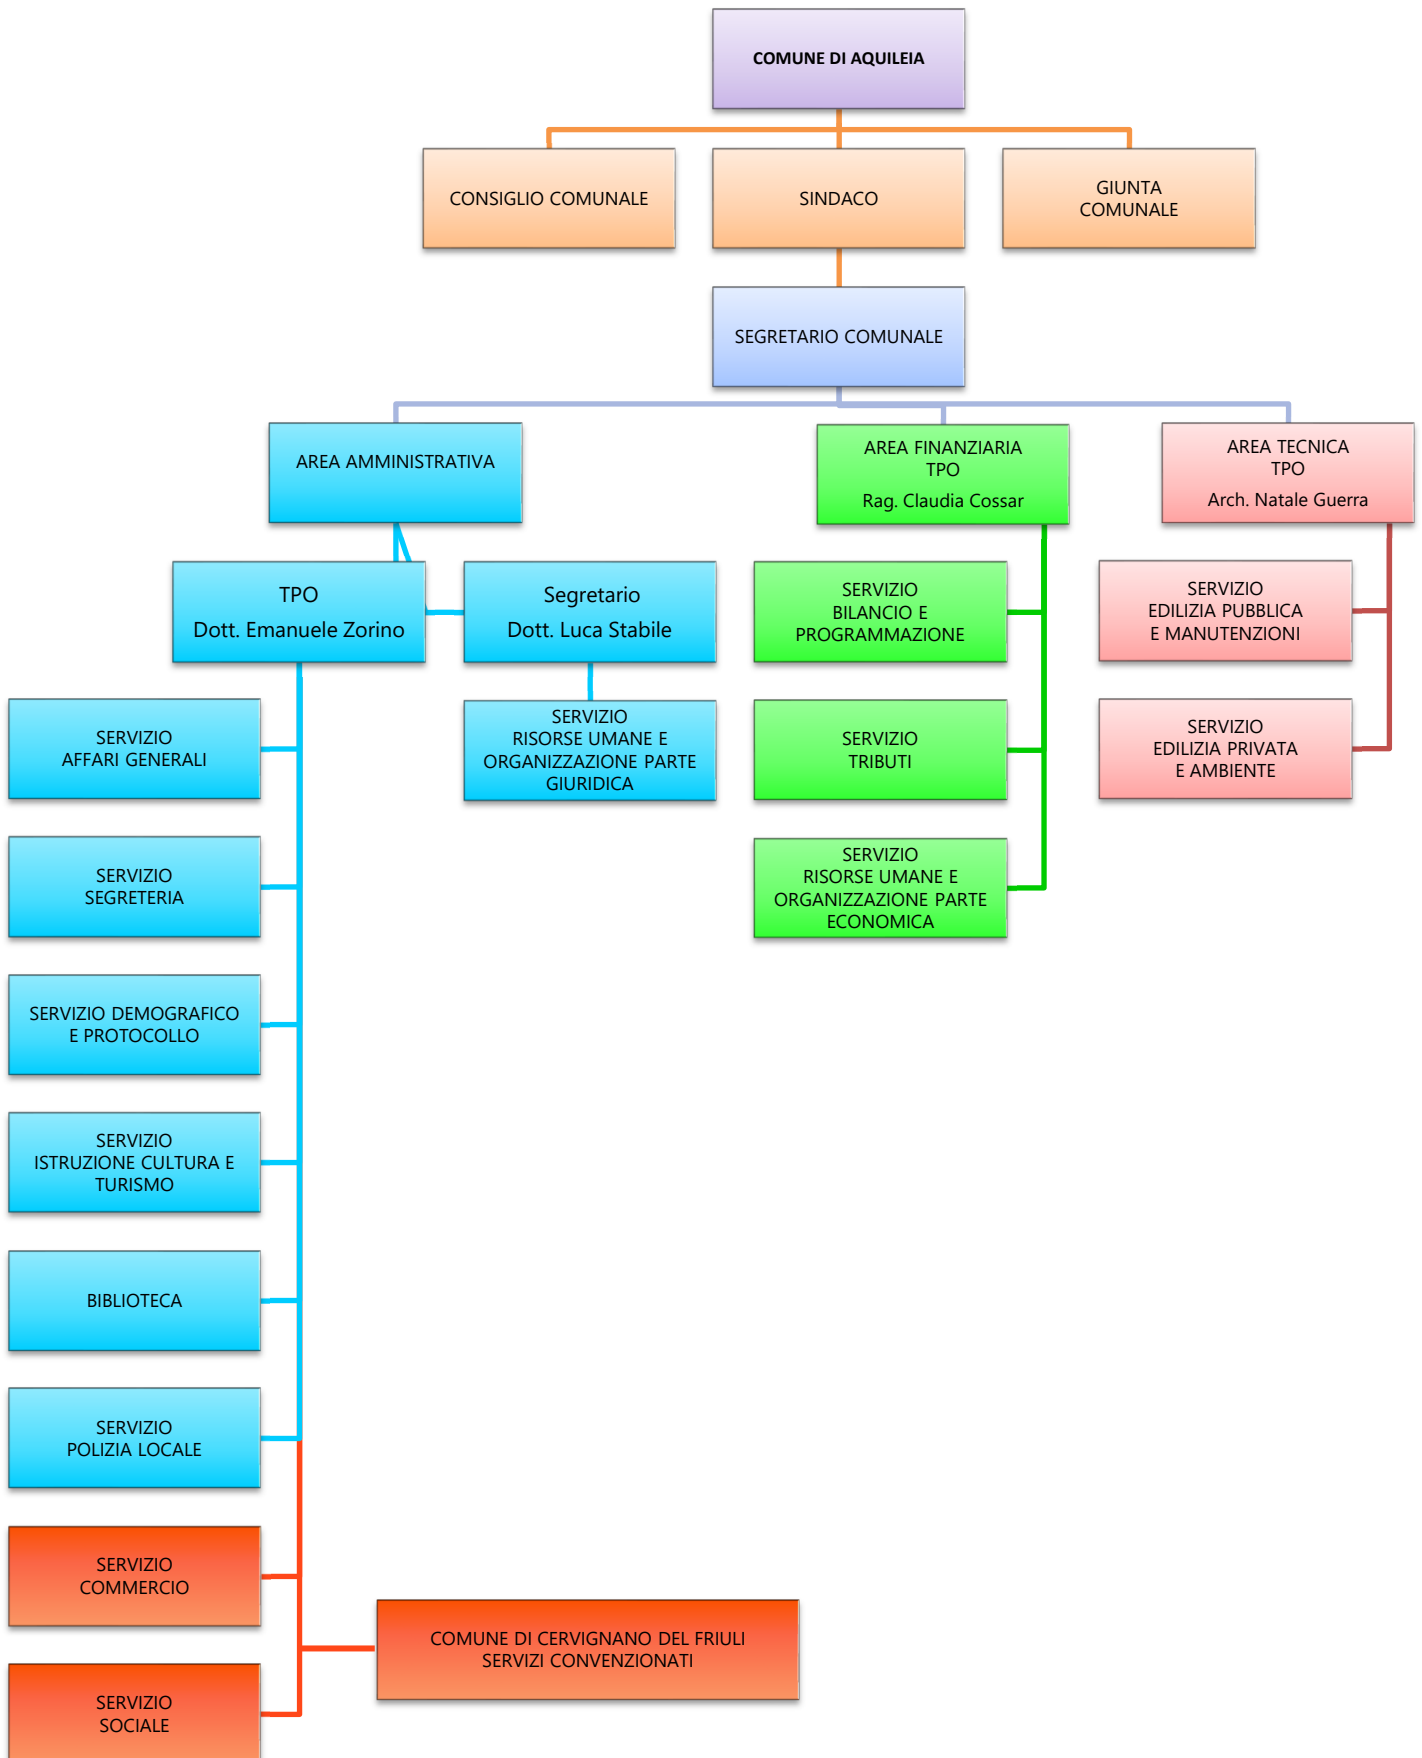 COMUNE DI AQUILEIA
CONSIGLIO COMUNALE
SINDACO
GIUNTA
COMUNALE
SEGRETARIO COMUNALE
AREA AMMINISTRATIVA
AREA FINANZIARIA
TPO
Rag. Claudia Cossar
AREA TECNICA
TPO
Arch. Natale Guerra
TPO
Dott. Emanuele Zorino
Segretario
Dott. Luca Stabile
SERVIZIO
BILANCIO E
PROGRAMMAZIONE
SERVIZIO
EDILIZIA PUBBLICA
E MANUTENZIONI
SERVIZIO
AFFARI GENERALI
SERVIZIO
RISORSE UMANE E
ORGANIZZAZIONE PARTE
GIURIDICA
SERVIZIO
TRIBUTI
SERVIZIO
EDILIZIA PRIVATA
E AMBIENTE
SERVIZIO
SEGRETERIA
SERVIZIO
RISORSE UMANE E
ORGANIZZAZIONE PARTE
ECONOMICA
SERVIZIO DEMOGRAFICO
E PROTOCOLLO
SERVIZIO
ISTRUZIONE CULTURA E
TURISMO
BIBLIOTECA
SERVIZIO
POLIZIA LOCALE
SERVIZIO
COMMERCIO
COMUNE DI CERVIGNANO DEL FRIULI
SERVIZI CONVENZIONATI
SERVIZIO
SOCIALE